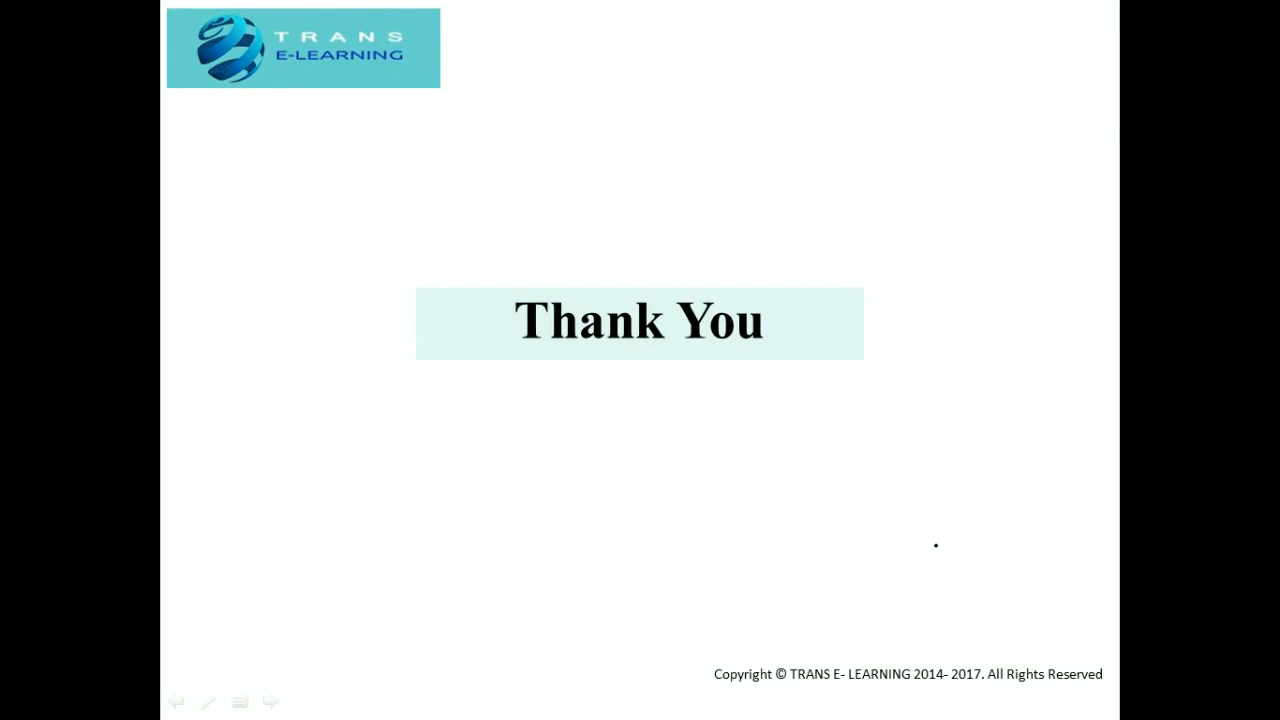 TRANS
E-LEARNING
Thank You
Copyright © TRANS E- LEARNING 2014- 2017. All Rights Reserved